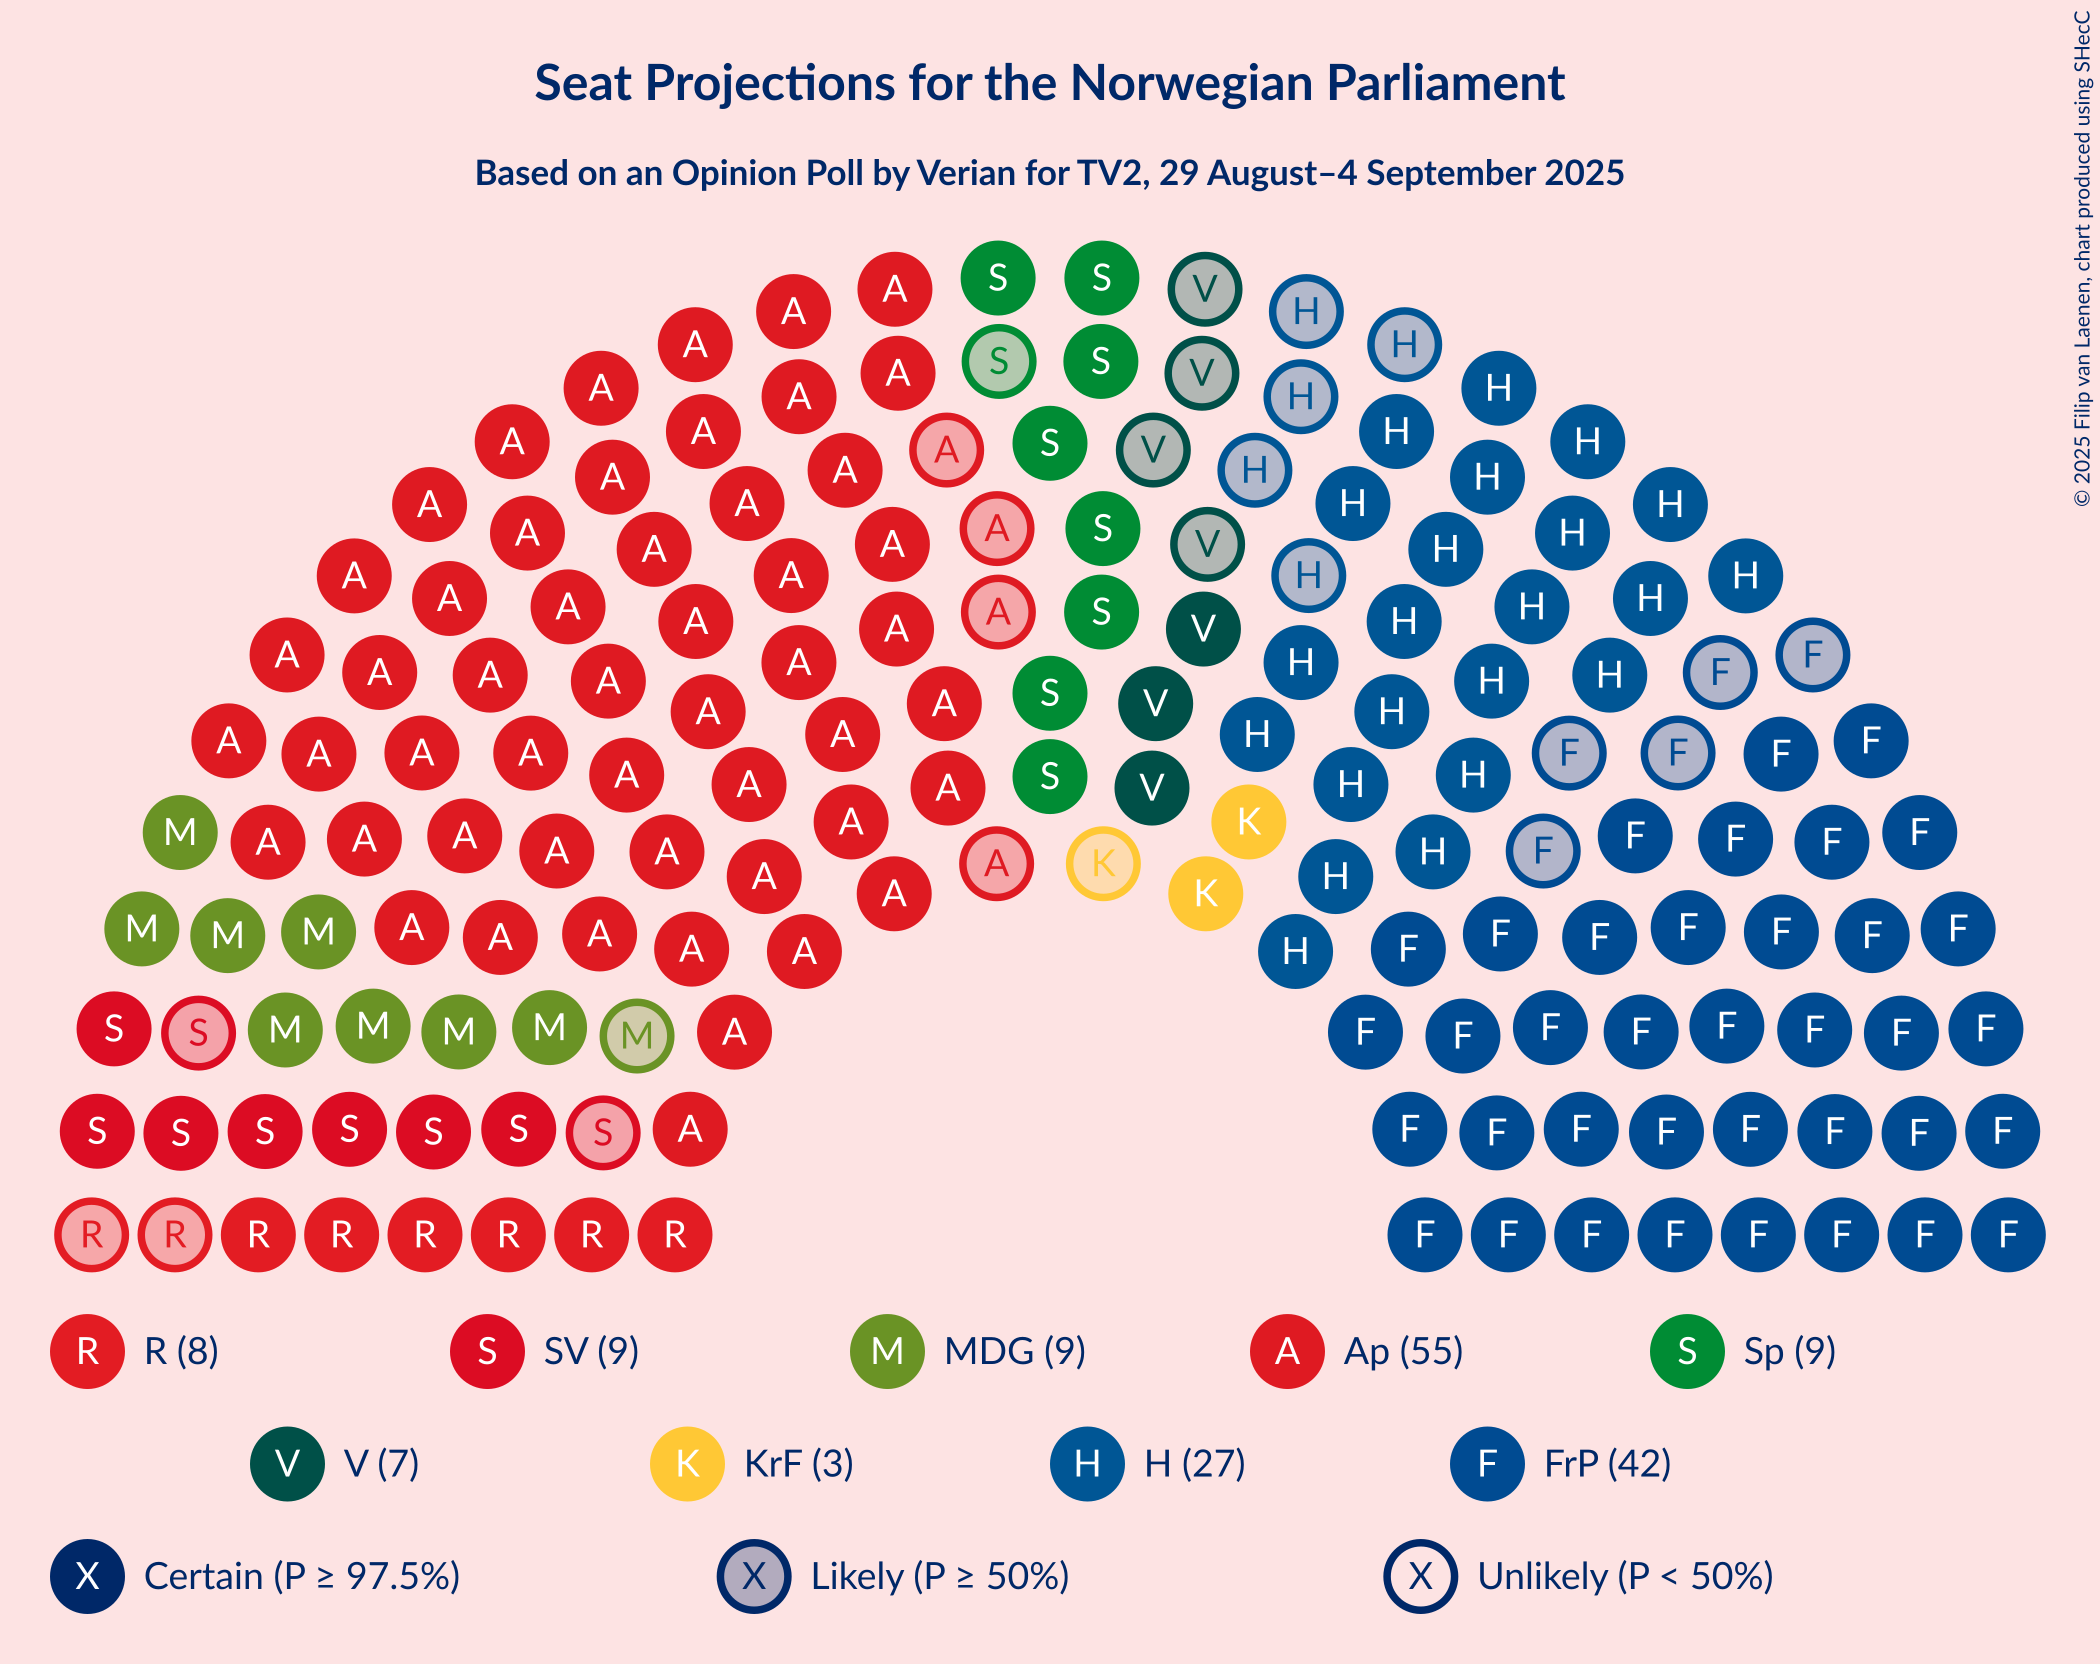 Seat Projections for the Norwegian Parliament
Based on an Opinion Poll by Verian for TV2, 29 August–4 September 2025
© 2025 Filip van Laenen, chart produced using SHecC
A S S V H
A H
A A S S V H H
A H
A A A A S V H H H H
A A A A A S V H H H H
A A A A A A S V H H H H
A A A A A A A S V H H H H F F
A A A A A A A A S V H H H F F F F
M A A A A A A A A A K K H H F F F F F
M M M A A A A A A K H F F F F F F F
S S M M M M M A F F F F F F F F
S S S S S S S A F F F F F F F F
R R R R R R R R F F F F F F F F
R R (8) S SV (9) M MDG (9) A Ap (55) S Sp (9)
V V (7) K KrF (3) H H (27) F FrP (42)
X Certain (P ≥ 97.5%) X Likely (P ≥ 50%) X Unlikely (P < 50%)